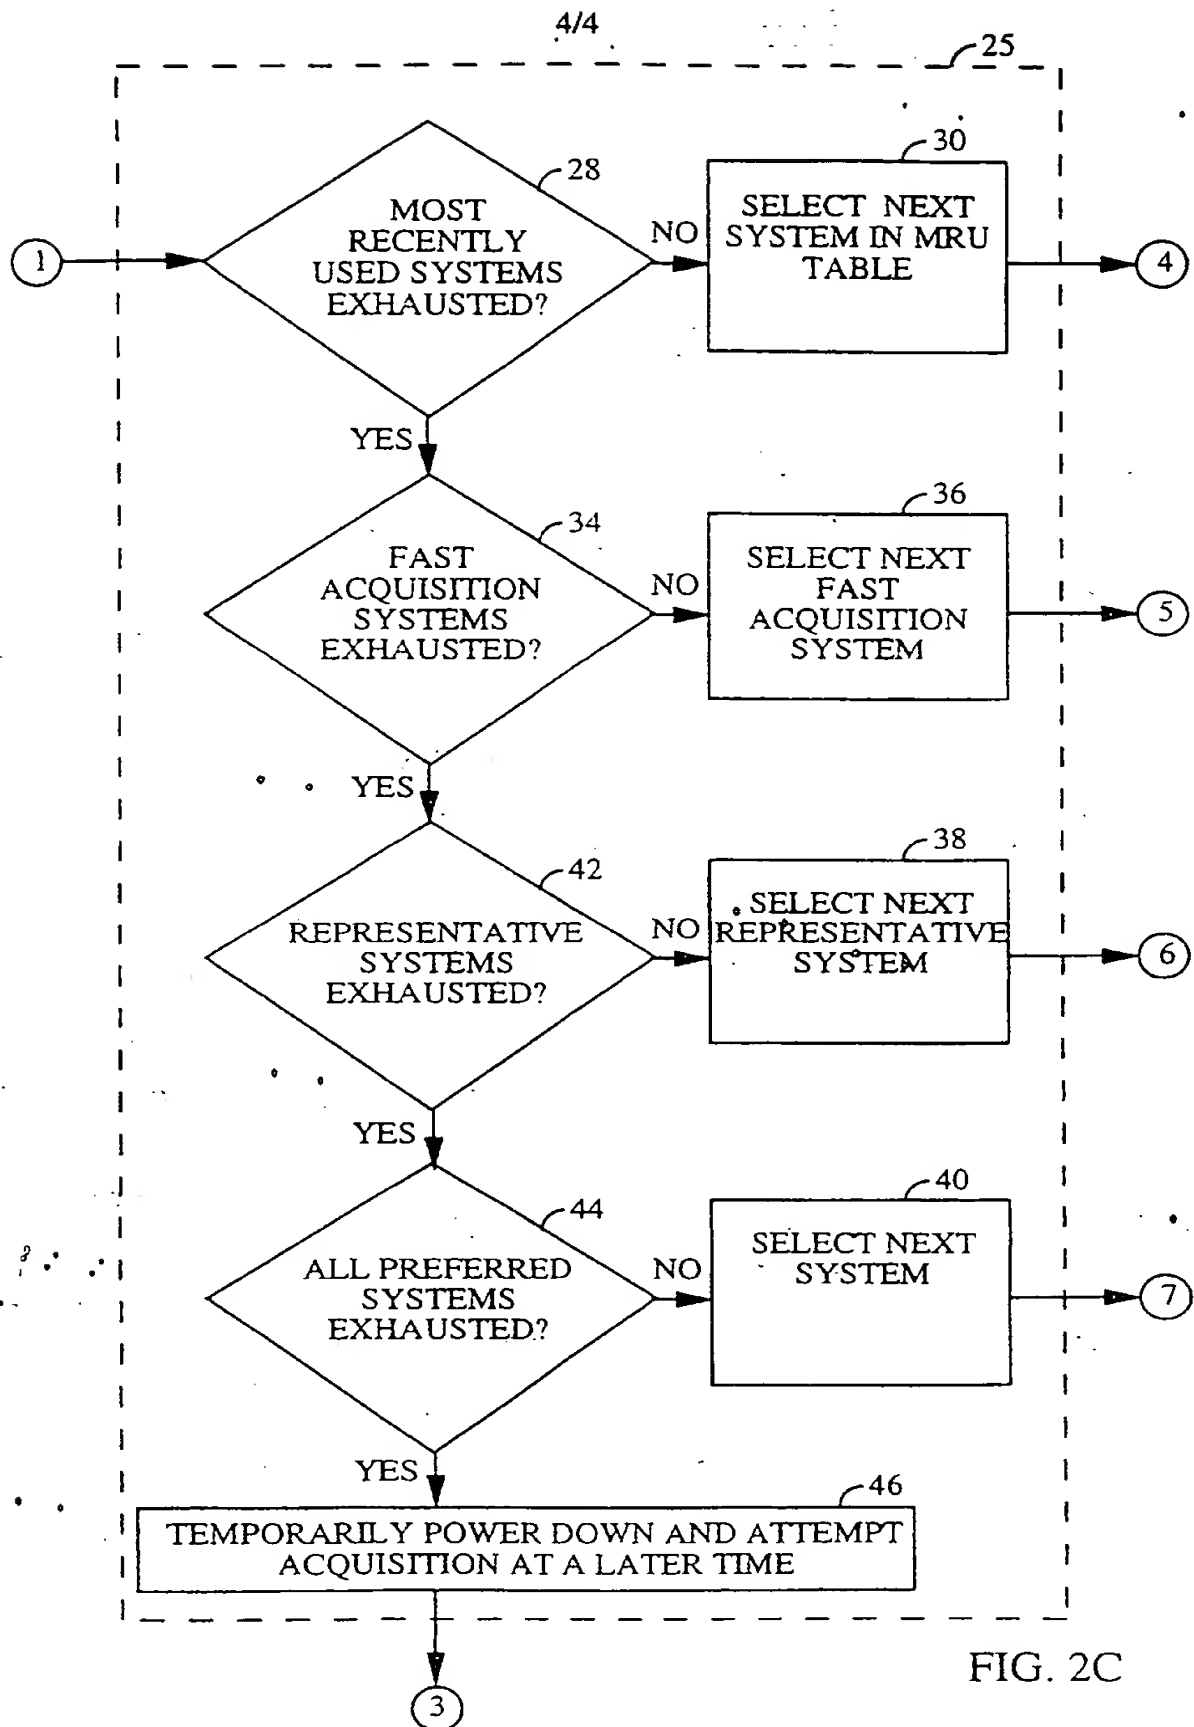 4/4
25
28
MOST
RECENTLY
USED SYSTEMS
EXHAUSTED?
1
NO
30
SELECT NEXT
SYSTEM IN MRU
TABLE
4
YES
34
FAST
ACQUISITION
SYSTEMS
EXHAUSTED?
NO
36
SELECT NEXT
FAST
ACQUISITION
SYSTEM
5
YES
42
REPRESENTATIVE
SYSTEMS
EXHAUSTED?
NO
38
SELECT NEXT
REPRESENTATIVE
SYSTEM
6
YES
44
ALL PREFERRED
SYSTEMS
EXHAUSTED?
NO
40
SELECT NEXT
SYSTEM
7
YES
46
TEMPORARILY POWER DOWN AND ATTEMPT
ACQUISITION AT A LATER TIME
3
FIG. 2C